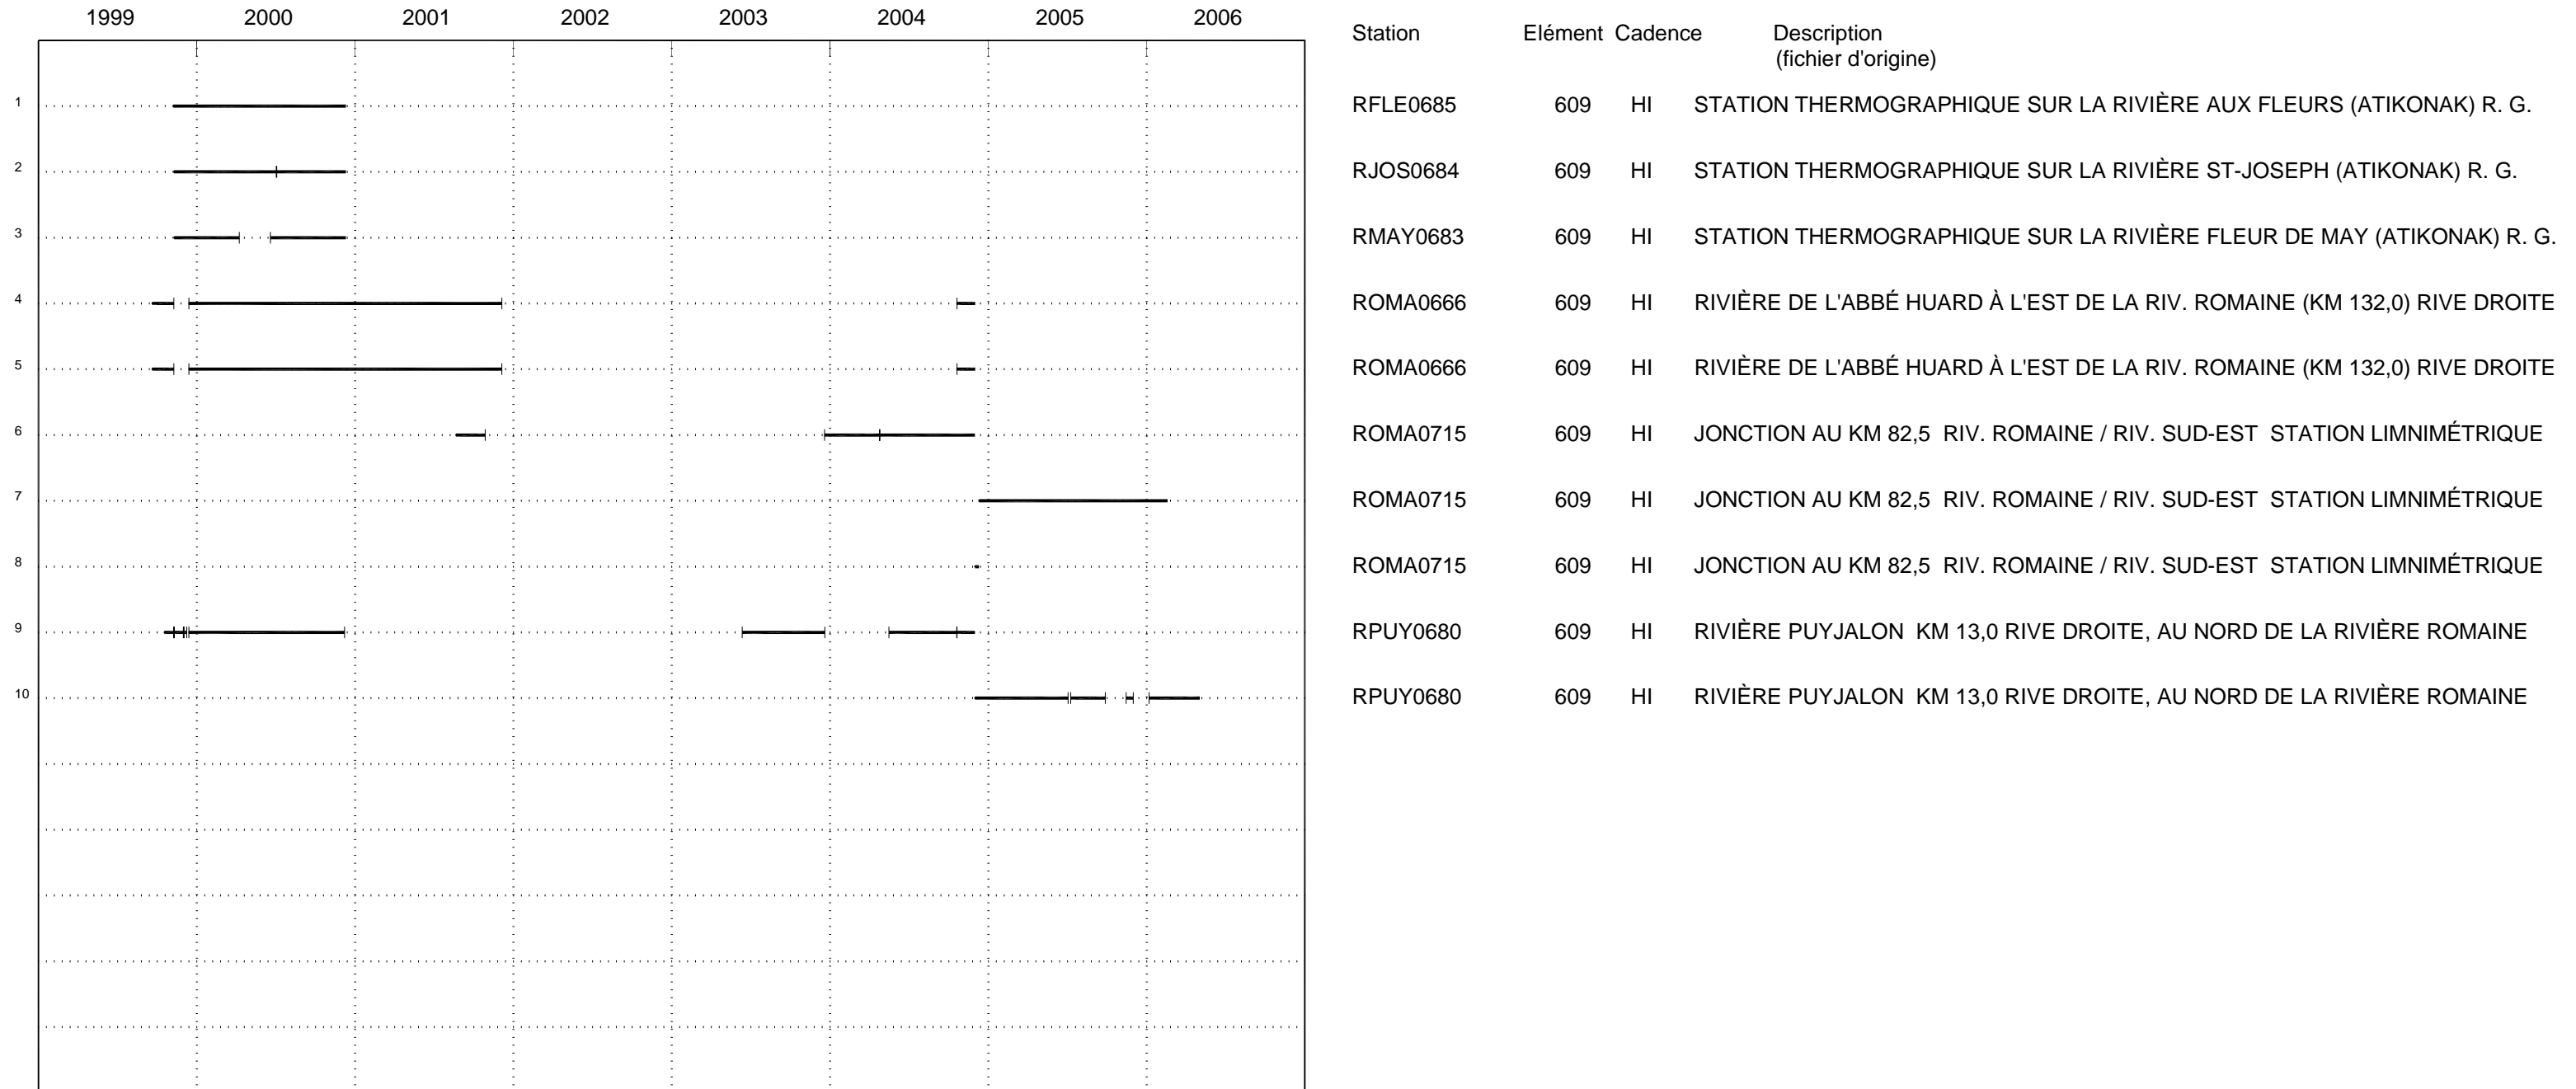 1999 2000 2001 2002 2003 2004 2005 2006
Station Elément Cadence Description
(fichier d'origine)
1 RFLE0685 609 HI STATION THERMOGRAPHIQUE SUR LA RIVIÈRE AUX FLEURS (ATIKONAK) R. G.
2 RJOS0684 609 HI STATION THERMOGRAPHIQUE SUR LA RIVIÈRE ST-JOSEPH (ATIKONAK) R. G.
3 RMAY0683 609 HI STATION THERMOGRAPHIQUE SUR LA RIVIÈRE FLEUR DE MAY (ATIKONAK) R. G.
4 ROMA0666 609 HI RIVIÈRE DE L'ABBÉ HUARD À L'EST DE LA RIV. ROMAINE (KM 132,0) RIVE DROITE
5 ROMA0666 609 HI RIVIÈRE DE L'ABBÉ HUARD À L'EST DE LA RIV. ROMAINE (KM 132,0) RIVE DROITE
6 ROMA0715 609 HI JONCTION AU KM 82,5 RIV. ROMAINE / RIV. SUD-EST STATION LIMNIMÉTRIQUE
7 ROMA0715 609 HI JONCTION AU KM 82,5 RIV. ROMAINE / RIV. SUD-EST STATION LIMNIMÉTRIQUE
8 ROMA0715 609 HI JONCTION AU KM 82,5 RIV. ROMAINE / RIV. SUD-EST STATION LIMNIMÉTRIQUE
9 RPUY0680 609 HI RIVIÈRE PUYJALON KM 13,0 RIVE DROITE, AU NORD DE LA RIVIÈRE ROMAINE
10 RPUY0680 609 HI RIVIÈRE PUYJALON KM 13,0 RIVE DROITE, AU NORD DE LA RIVIÈRE ROMAINE